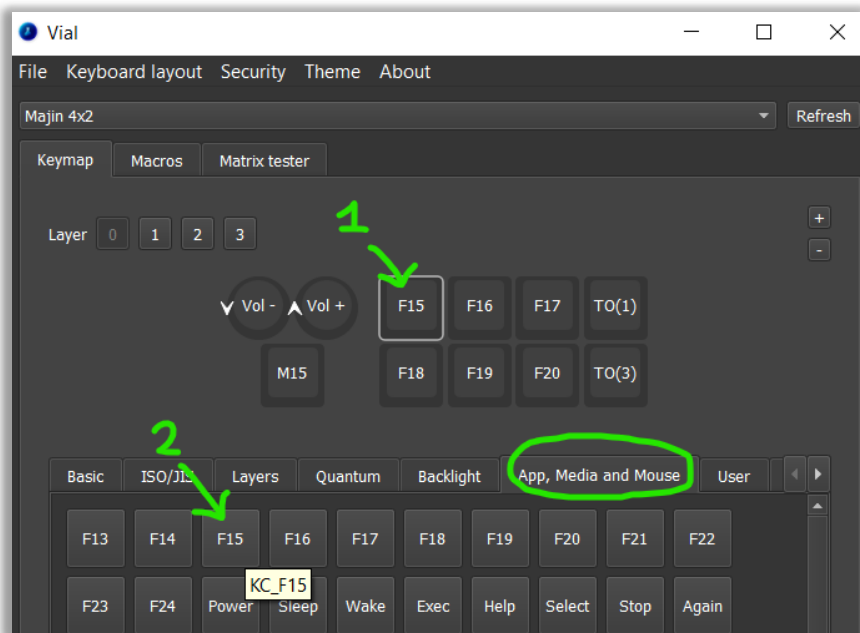 Vial
File Keyboard layout Security Theme About
Majin 4x2 Refresh
Keymap Macros Matrix tester
1
Layer 0 1 2 3 + -
Vol - Vol + F15 F16 F17 TO(1)
M15 F18 F19 F20 TO(3)
2
Basic ISO/JIS Layers Quantum Backlight App, Media and Mouse User
F13 F14 F15 F16 F17 F18 F19 F20 F21 F22
KC_F15
F23 F24 Power Sleep Wake Exec Help Select Stop Again